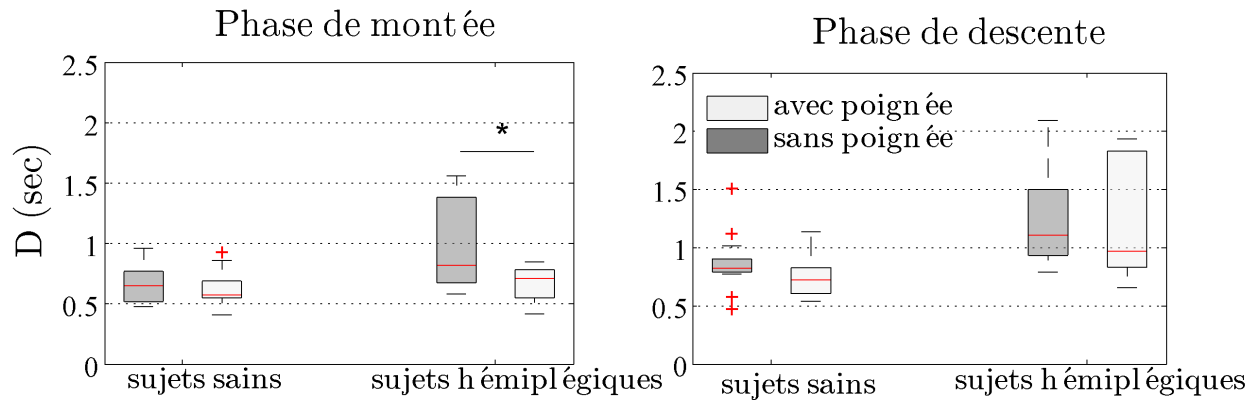 Phase de montée
D (sec)
2.5
2
1.5
1
0.5
0
*
sujets sains
sujets hémiplégiques
Phase de descente
2.5
2
1.5
1
0.5
0
avec poignée
sans poignée
sujets sains
sujets hémiplégiques